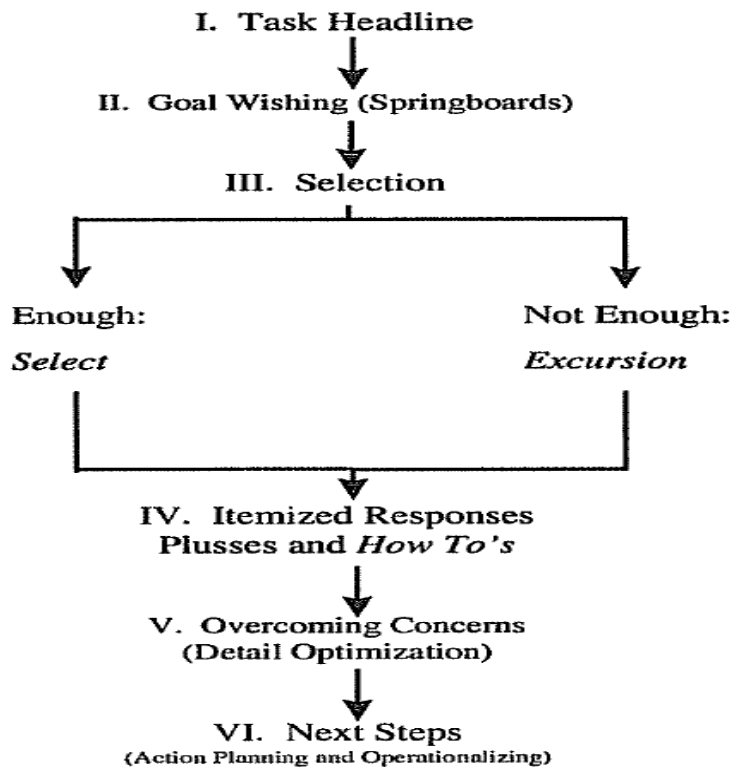 I. Task Headline
II. Goal Wishing (Springboards)
III. Selection
Enough:
Select
Not Enough:
Excursion
IV. Itemized Responses
Plusses and How To's
V. Overcoming Concerns
(Detail Optimization)
VI. Next Steps
(Action Planning and Operationalizing)